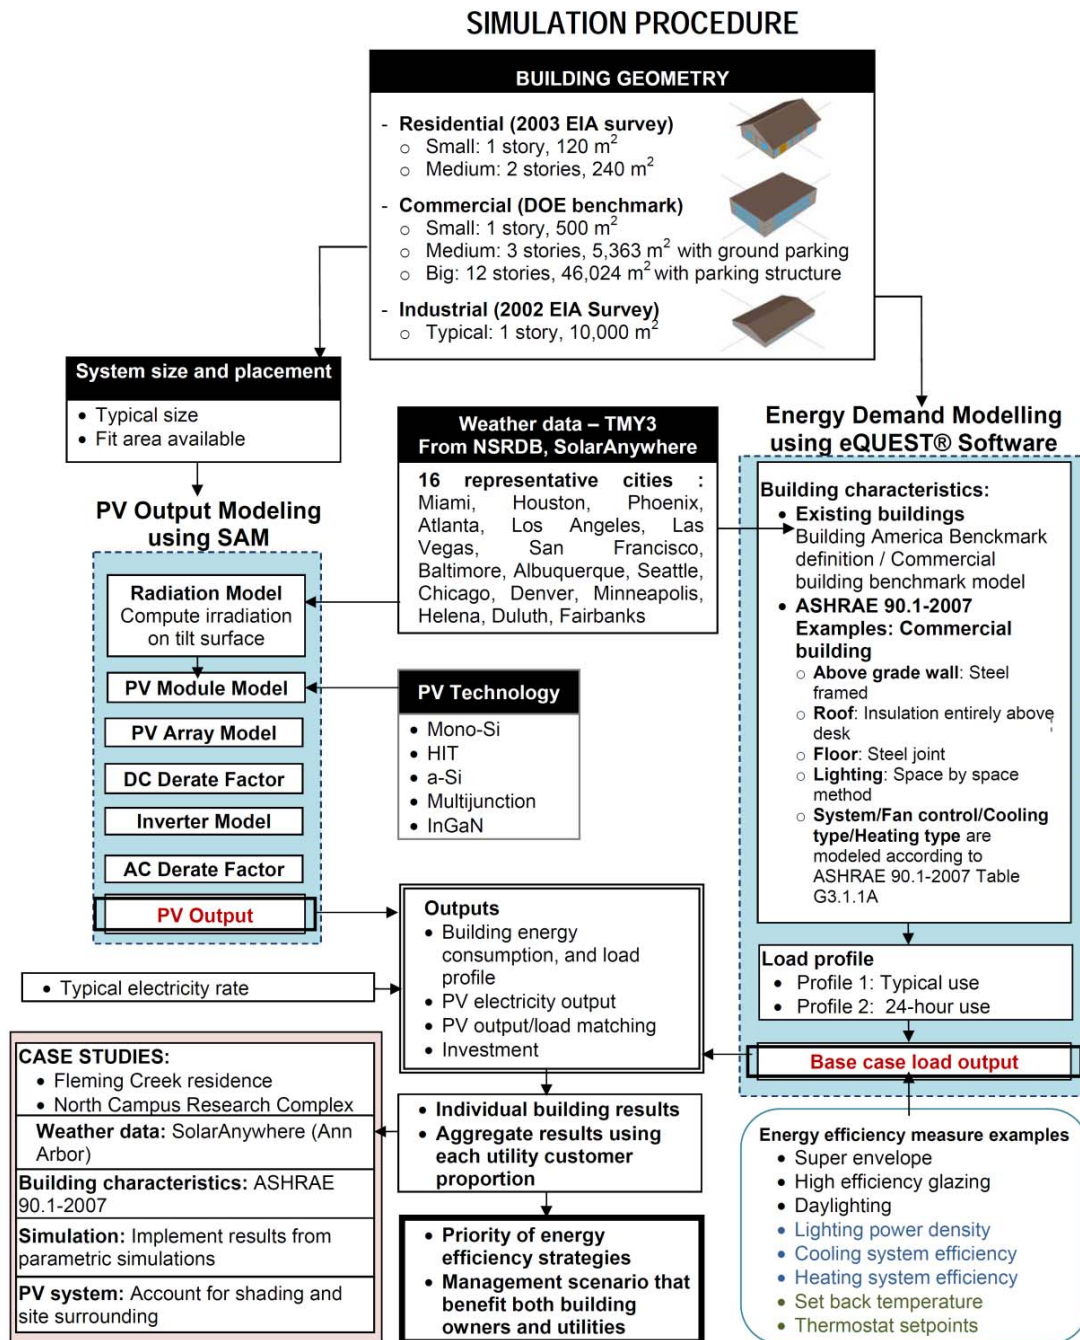 SIMULATION PROCEDURE
BUILDING GEOMETRY
- Residential (2003 EIA survey)
o Small: 1 story, 120 m²
o Medium: 2 stories, 240 m²
- Commercial (DOE benchmark)
o Small: 1 story, 500 m²
o Medium: 3 stories, 5,363 m² with ground parking
o Big: 12 stories, 46,024 m² with parking structure
- Industrial (2002 EIA Survey)
o Typical: 1 story, 10,000 m²
System size and placement
• Typical size
• Fit area available
Weather data – TMY3
From NSRDB, SolarAnywhere
16 representative cities :
Miami, Houston, Phoenix,
Atlanta, Los Angeles, Las
Vegas, San Francisco,
Baltimore, Albuquerque, Seattle,
Chicago, Denver, Minneapolis,
Helena, Duluth, Fairbanks
Energy Demand Modelling
using eQUEST® Software
Building characteristics:
• Existing buildings
Building America Benckmark
definition / Commercial
building benchmark model
• ASHRAE 90.1-2007
Examples: Commercial
building
o Above grade wall: Steel
framed
o Roof: Insulation entirely above
desk
o Floor: Steel joint
o Lighting: Space by space
method
o System/Fan control/Cooling
type/Heating type are
modeled according to
ASHRAE 90.1-2007 Table
G3.1.1A
Load profile
• Profile 1: Typical use
• Profile 2: 24-hour use
Base case load output
Energy efficiency measure examples
• Super envelope
• High efficiency glazing
• Daylighting
• Lighting power density
• Cooling system efficiency
• Heating system efficiency
• Set back temperature
• Thermostat setpoints
PV Output Modeling
using SAM
Radiation Model
Compute irradiation
on tilt surface
PV Module Model
PV Array Model
DC Derate Factor
Inverter Model
AC Derate Factor
PV Output
PV Technology
• Mono-Si
• HIT
• a-Si
• Multijunction
• InGaN
• Typical electricity rate
Outputs
• Building energy
consumption, and load
profile
• PV electricity output
• PV output/load matching
• Investment
• Individual building results
• Aggregate results using
each utility customer
proportion
• Priority of energy
efficiency strategies
• Management scenario that
benefit both building
owners and utilities
CASE STUDIES:
• Fleming Creek residence
• North Campus Research Complex
Weather data: SolarAnywhere (Ann
Arbor)
Building characteristics: ASHRAE
90.1-2007
Simulation: Implement results from
parametric simulations
PV system: Account for shading and
site surrounding